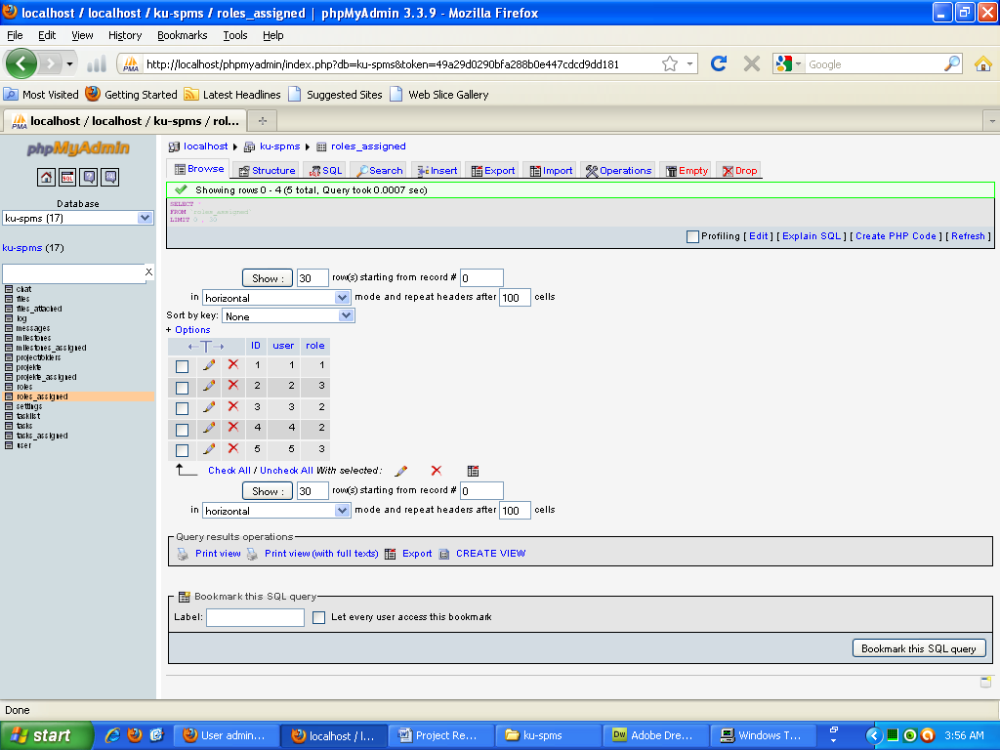 localhost / localhost / ku-spms / roles_assigned | phpMyAdmin 3.3.9 - Mozilla Firefox
File Edit View History Bookmarks Tools Help
PMA http://localhost/phpmyadmin/index.php?db=ku-spms&token=49a29d0290bfa288b0e447cdcd9dd181 Google
Most Visited Getting Started Latest Headlines Suggested Sites Web Slice Gallery
PMA localhost / localhost / ku-spms / rol...
phpMyAdmin
SQL
Database
ku-spms (17)
ku-spms (17)
X
chat
files
files_attached
log
messages
milestones
milestones_assigned
projectfolders
projekte
projekte_assigned
roles
roles_assigned
settings
tasklist
tasks
tasks_assigned
user
localhost ku-spms roles_assigned
Browse Structure SQL Search Insert Export Import Operations Empty Drop
Showing rows 0 - 4 (5 total, Query took 0.0007 sec)
SELECT *
FROM `roles_assigned`
LIMIT 0 , 30
Profiling [ Edit ] [ Explain SQL ] [ Create PHP Code ] [ Refresh ]
Show : 30 row(s) starting from record # 0
in horizontal mode and repeat headers after 100 cells
Sort by key: None
+ Options
ID user role
1 1 1
2 2 3
3 3 2
4 4 2
5 5 3
Check All / Uncheck All With selected:
Show : 30 row(s) starting from record # 0
in horizontal mode and repeat headers after 100 cells
Query results operations
Print view Print view (with full texts) Export CREATE VIEW
Bookmark this SQL query
Label: Let every user access this bookmark
Bookmark this SQL query
Done
start User admin... localhost / l... Project Re... ku-spms Dw Adobe Dre... Windows T... 3:56 AM